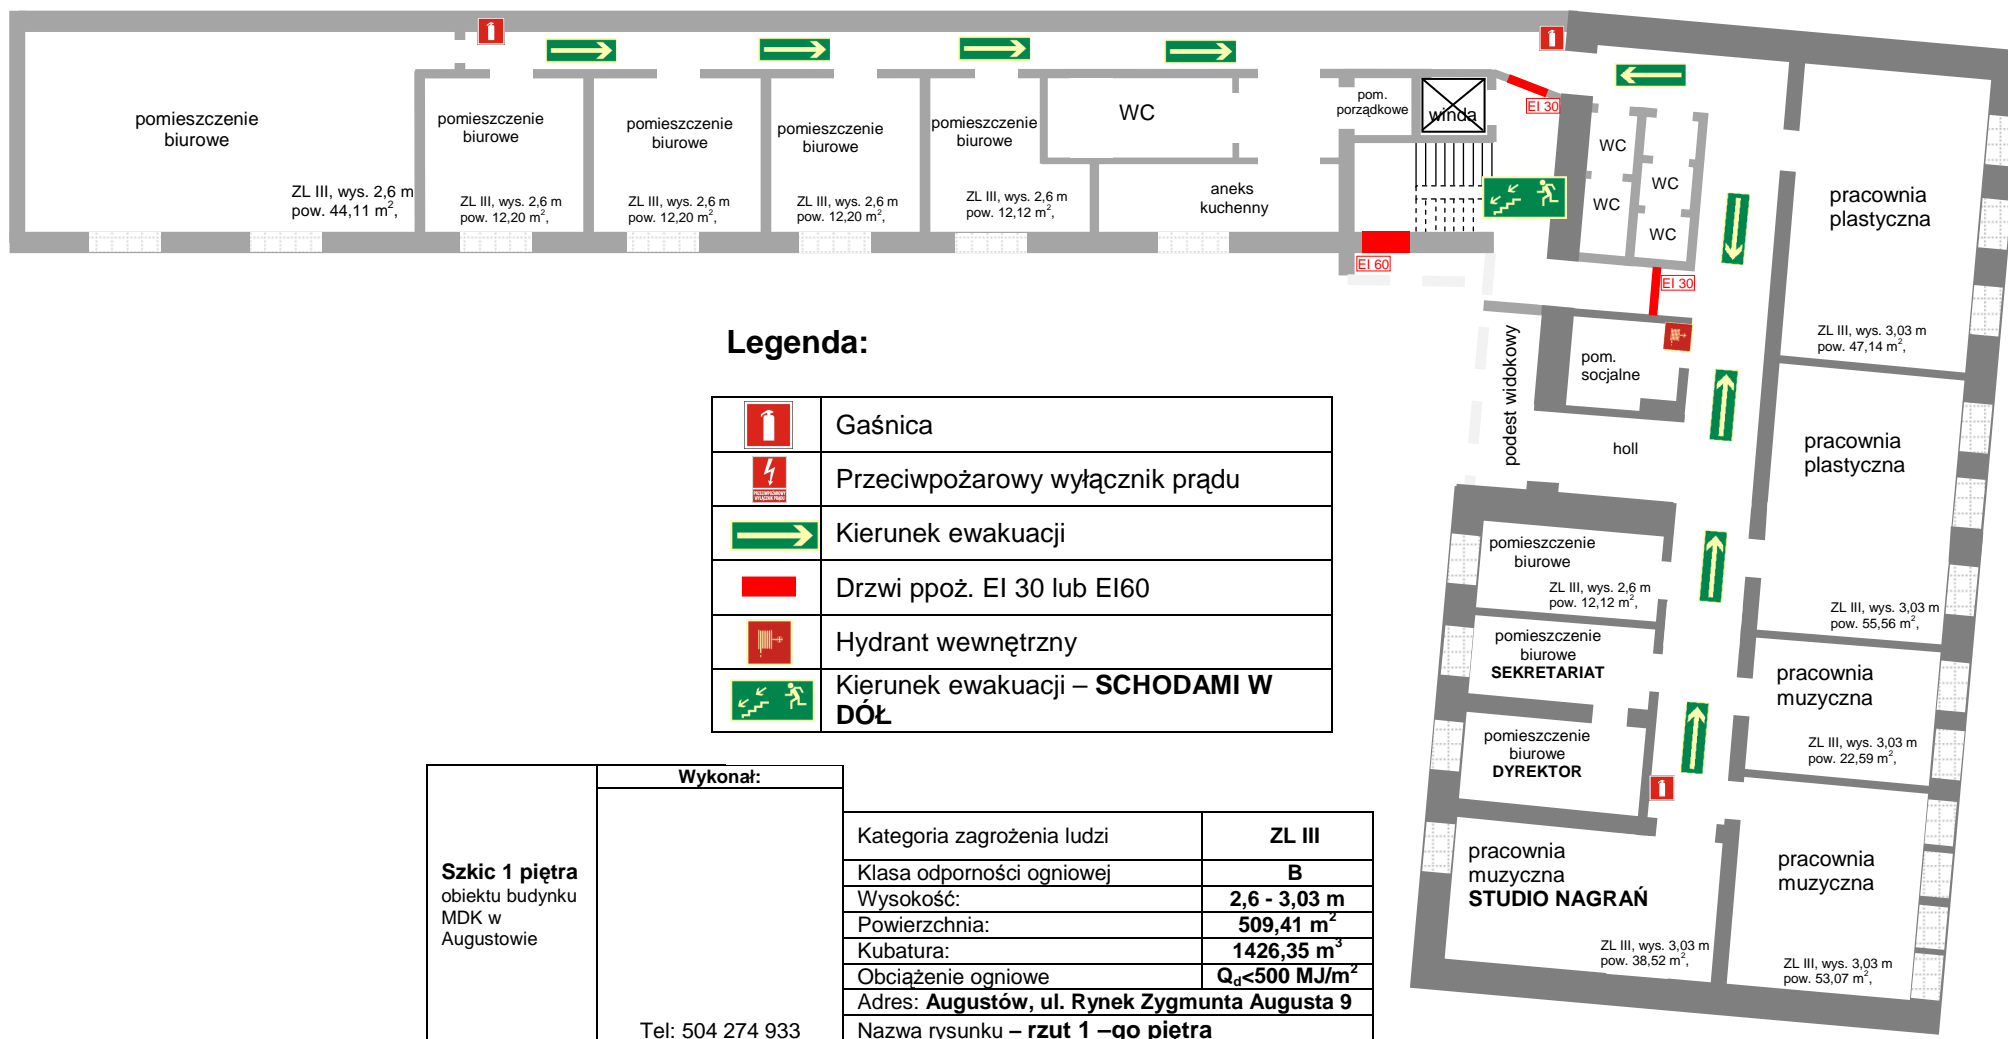 pomieszczenie
biurowe
ZL III, wys. 2,6 m
pow. 44,11 m²,
pomieszczenie
biurowe
ZL III, wys. 2,6 m
pow. 12,20 m²,
pomieszczenie
biurowe
ZL III, wys. 2,6 m
pow. 12,20 m²,
pomieszczenie
biurowe
ZL III, wys. 2,6 m
pow. 12,20 m²,
pomieszczenie
biurowe
ZL III, wys. 2,6 m
pow. 12,12 m²,
WC
aneks
kuchenny
pom.
porządkowe
winda
EI 30
EI 60
WC
WC
WC
WC
EI 30
pracownia
plastyczna
ZL III, wys. 3,03 m
pow. 47,14 m²,
podest widokowy
pom.
socjalne
holl
pracownia
plastyczna
ZL III, wys. 3,03 m
pow. 55,56 m²,
pomieszczenie
biurowe
ZL III, wys. 2,6 m
pow. 12,12 m²,
pomieszczenie
biurowe
SEKRETARIAT
pracownia
muzyczna
ZL III, wys. 3,03 m
pow. 22,59 m²,
pomieszczenie
biurowe
DYREKTOR
pracownia
muzyczna
STUDIO NAGRAŃ
ZL III, wys. 3,03 m
pow. 38,52 m²,
pracownia
muzyczna
ZL III, wys. 3,03 m
pow. 53,07 m²,
Legenda:
Gaśnica
PRZECIWPOŻAROWY
WYŁĄCZNIK PRĄDU
Przeciwpożarowy wyłącznik prądu
Kierunek ewakuacji
Drzwi ppoż. EI 30 lub EI60
Hydrant wewnętrzny
Kierunek ewakuacji – SCHODAMI W
DÓŁ
Szkic 1 piętra
obiektu budynku
MDK w
Augustowie
Wykonał:
Tel: 504 274 933
Kategoria zagrożenia ludzi ZL III
Klasa odporności ogniowej B
Wysokość: 2,6 - 3,03 m
Powierzchnia: 509,41 m²
Kubatura: 1426,35 m³
Obciążenie ogniowe Qd<500 MJ/m²
Adres: Augustów, ul. Rynek Zygmunta Augusta 9
Nazwa rysunku – rzut 1 –go piętra